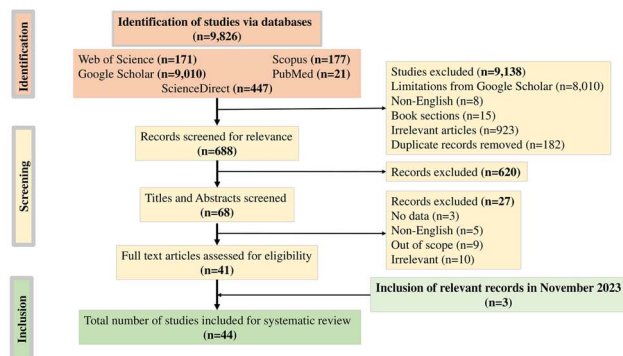 Identification
Identification of studies via databases
(n=9,826)
Web of Science (n=171) Scopus (n=177)
Google Scholar (n=9,010) PubMed (n=21)
ScienceDirect (n=447)
Studies excluded (n=9,138)
Limitations from Google Scholar (n=8,010)
Non-English (n=8)
Book sections (n=15)
Irrelevant articles (n=923)
Duplicate records removed (n=182)
Screening
Records screened for relevance
(n=688)
Records excluded (n=620)
Titles and Abstracts screened
(n=68)
Records excluded (n=27)
No data (n=3)
Non-English (n=5)
Out of scope (n=9)
Irrelevant (n=10)
Full text articles assessed for eligibility
(n=41)
Inclusion
Inclusion of relevant records in November 2023
(n=3)
Total number of studies included for systematic review
(n=44)